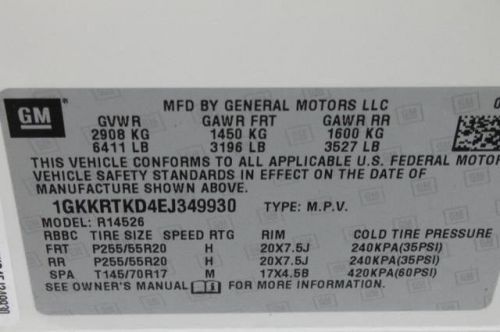 GM
MFD BY GENERAL MOTORS LLC
GVWR GAWR FRT GAWR RR
2908 KG 1450 KG 1600 KG
6411 LB 3196 LB 3527 LB
THIS VEHICLE CONFORMS TO ALL APPLICABLE U.S. FEDERAL MOTOR
VEHICLE SAFETY STANDARDS IN EFFECT ON THE DATE OF
MANUFACTURE SHOWN ABOVE.
1GKKRTKD4EJ349930 TYPE: M.P.V.
MODEL: R14526
RBBC TIRE SIZE SPEED RTG RIM COLD TIRE PRESSURE
FRT P255/55R20 H 20X7.5J 240KPA(35PSI)
RR P255/55R20 H 20X7.5J 240KPA(35PSI)
SPA T145/70R17 M 17X4.5B 420KPA(60PSI)
SEE OWNER'S MANUAL FOR MORE INFORMATION